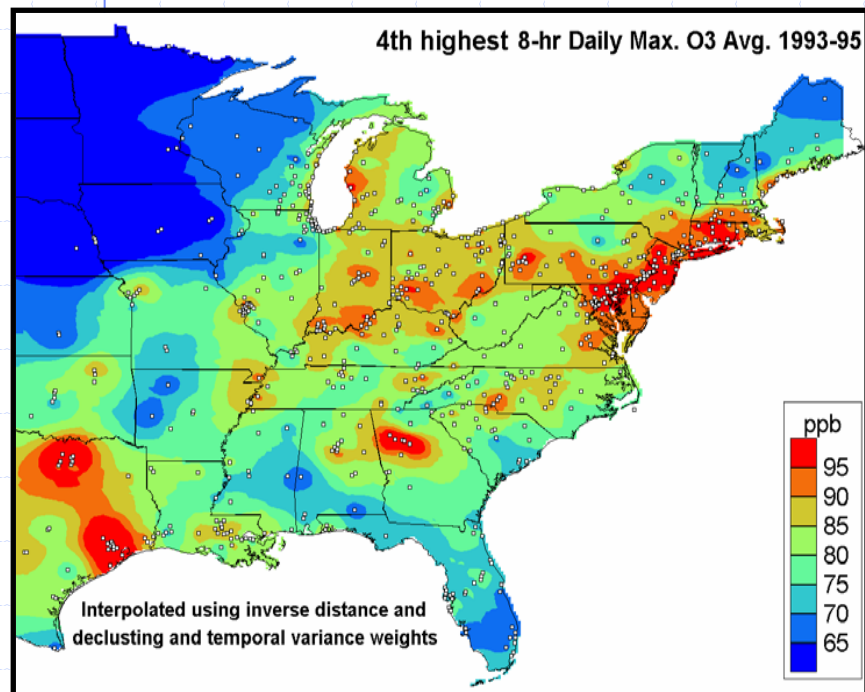 4th highest 8-hr Daily Max. O3 Avg. 1993-95
ppb
95
90
85
80
75
70
65
Interpolated using inverse distance and
declusting and temporal variance weights